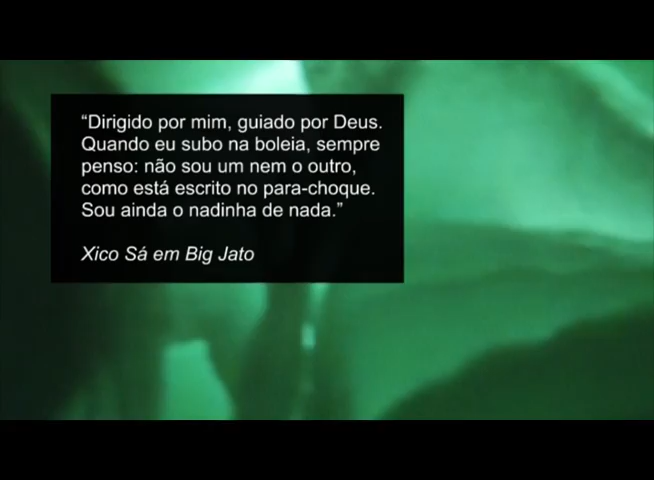 “Dirigido por mim, guiado por Deus.
Quando eu subo na boleia, sempre
penso: não sou um nem o outro,
como está escrito no para-choque.
Sou ainda o nadinha de nada.”
Xico Sá em Big Jato